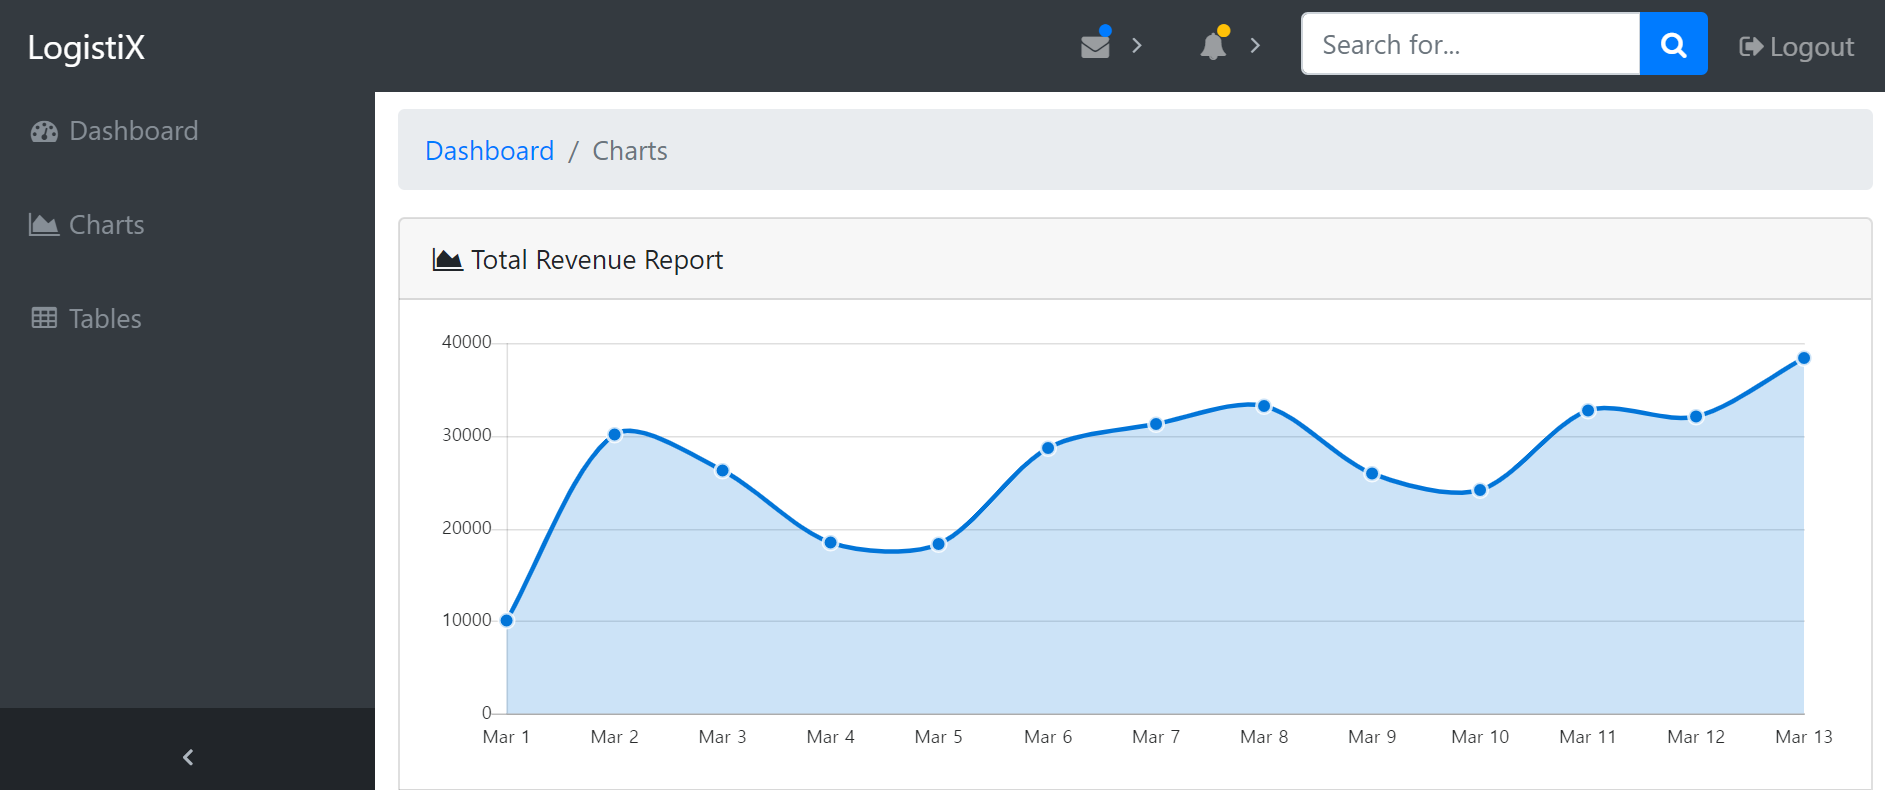 LogistiX
Search for...
Logout
Dashboard
Charts
Tables
Dashboard / Charts
Total Revenue Report
40000
30000
20000
10000
0
Mar 1 Mar 2 Mar 3 Mar 4 Mar 5 Mar 6 Mar 7 Mar 8 Mar 9 Mar 10 Mar 11 Mar 12 Mar 13